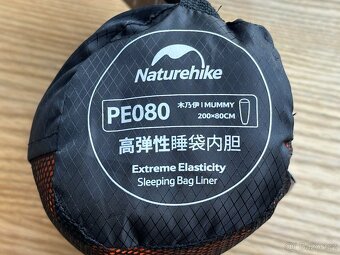 Naturehike
PE080
木乃伊 | MUMMY
200×80CM
高弹性睡袋内胆
Extreme Elasticity
Sleeping Bag Liner